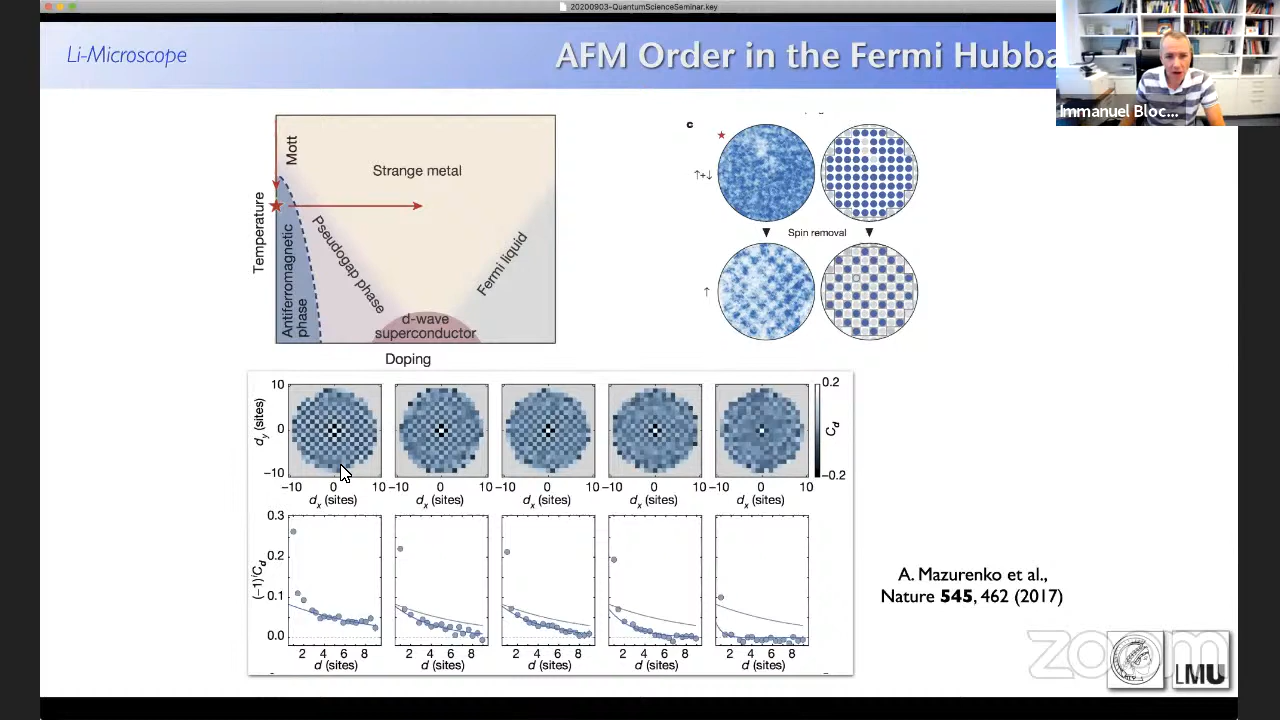 20200903-QuantumScienceSeminar.key
Li-Microscope
AFM Order in the Fermi Hubba
Immanuel Bloc...
Temperature
Mott
Strange metal
Antiferromagnetic
phase
Pseudogap phase
Fermi liquid
d-wave
superconductor
Doping
c
↑+↓
Spin removal
↑
10
0
−10
d_y (sites)
−10 0 10
−10 0 10
−10 0 10
−10 0 10
−10 0 10
d_x (sites)
d_x (sites)
d_x (sites)
d_x (sites)
d_x (sites)
0.2
C_d
−0.2
0.3
0.2
0.1
0.0
(−1)^i C_d
2 4 6 8
2 4 6 8
2 4 6 8
2 4 6 8
2 4 6 8
d (sites)
d (sites)
d (sites)
d (sites)
d (sites)
A. Mazurenko et al.,
Nature 545, 462 (2017)
zoom
LMU